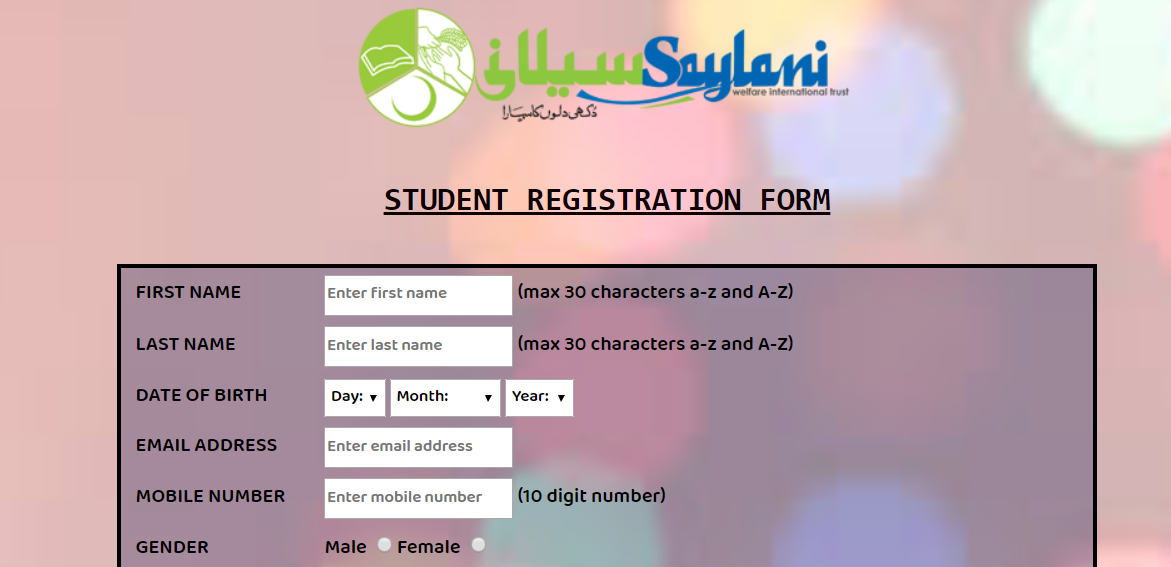 سیلانی Saylani
welfare international trust
دُکھی دلوں کا سہارا
STUDENT REGISTRATION FORM
FIRST NAME Enter first name (max 30 characters a-z and A-Z)
LAST NAME Enter last name (max 30 characters a-z and A-Z)
DATE OF BIRTH Day: Month: Year:
EMAIL ADDRESS Enter email address
MOBILE NUMBER Enter mobile number (10 digit number)
GENDER Male Female